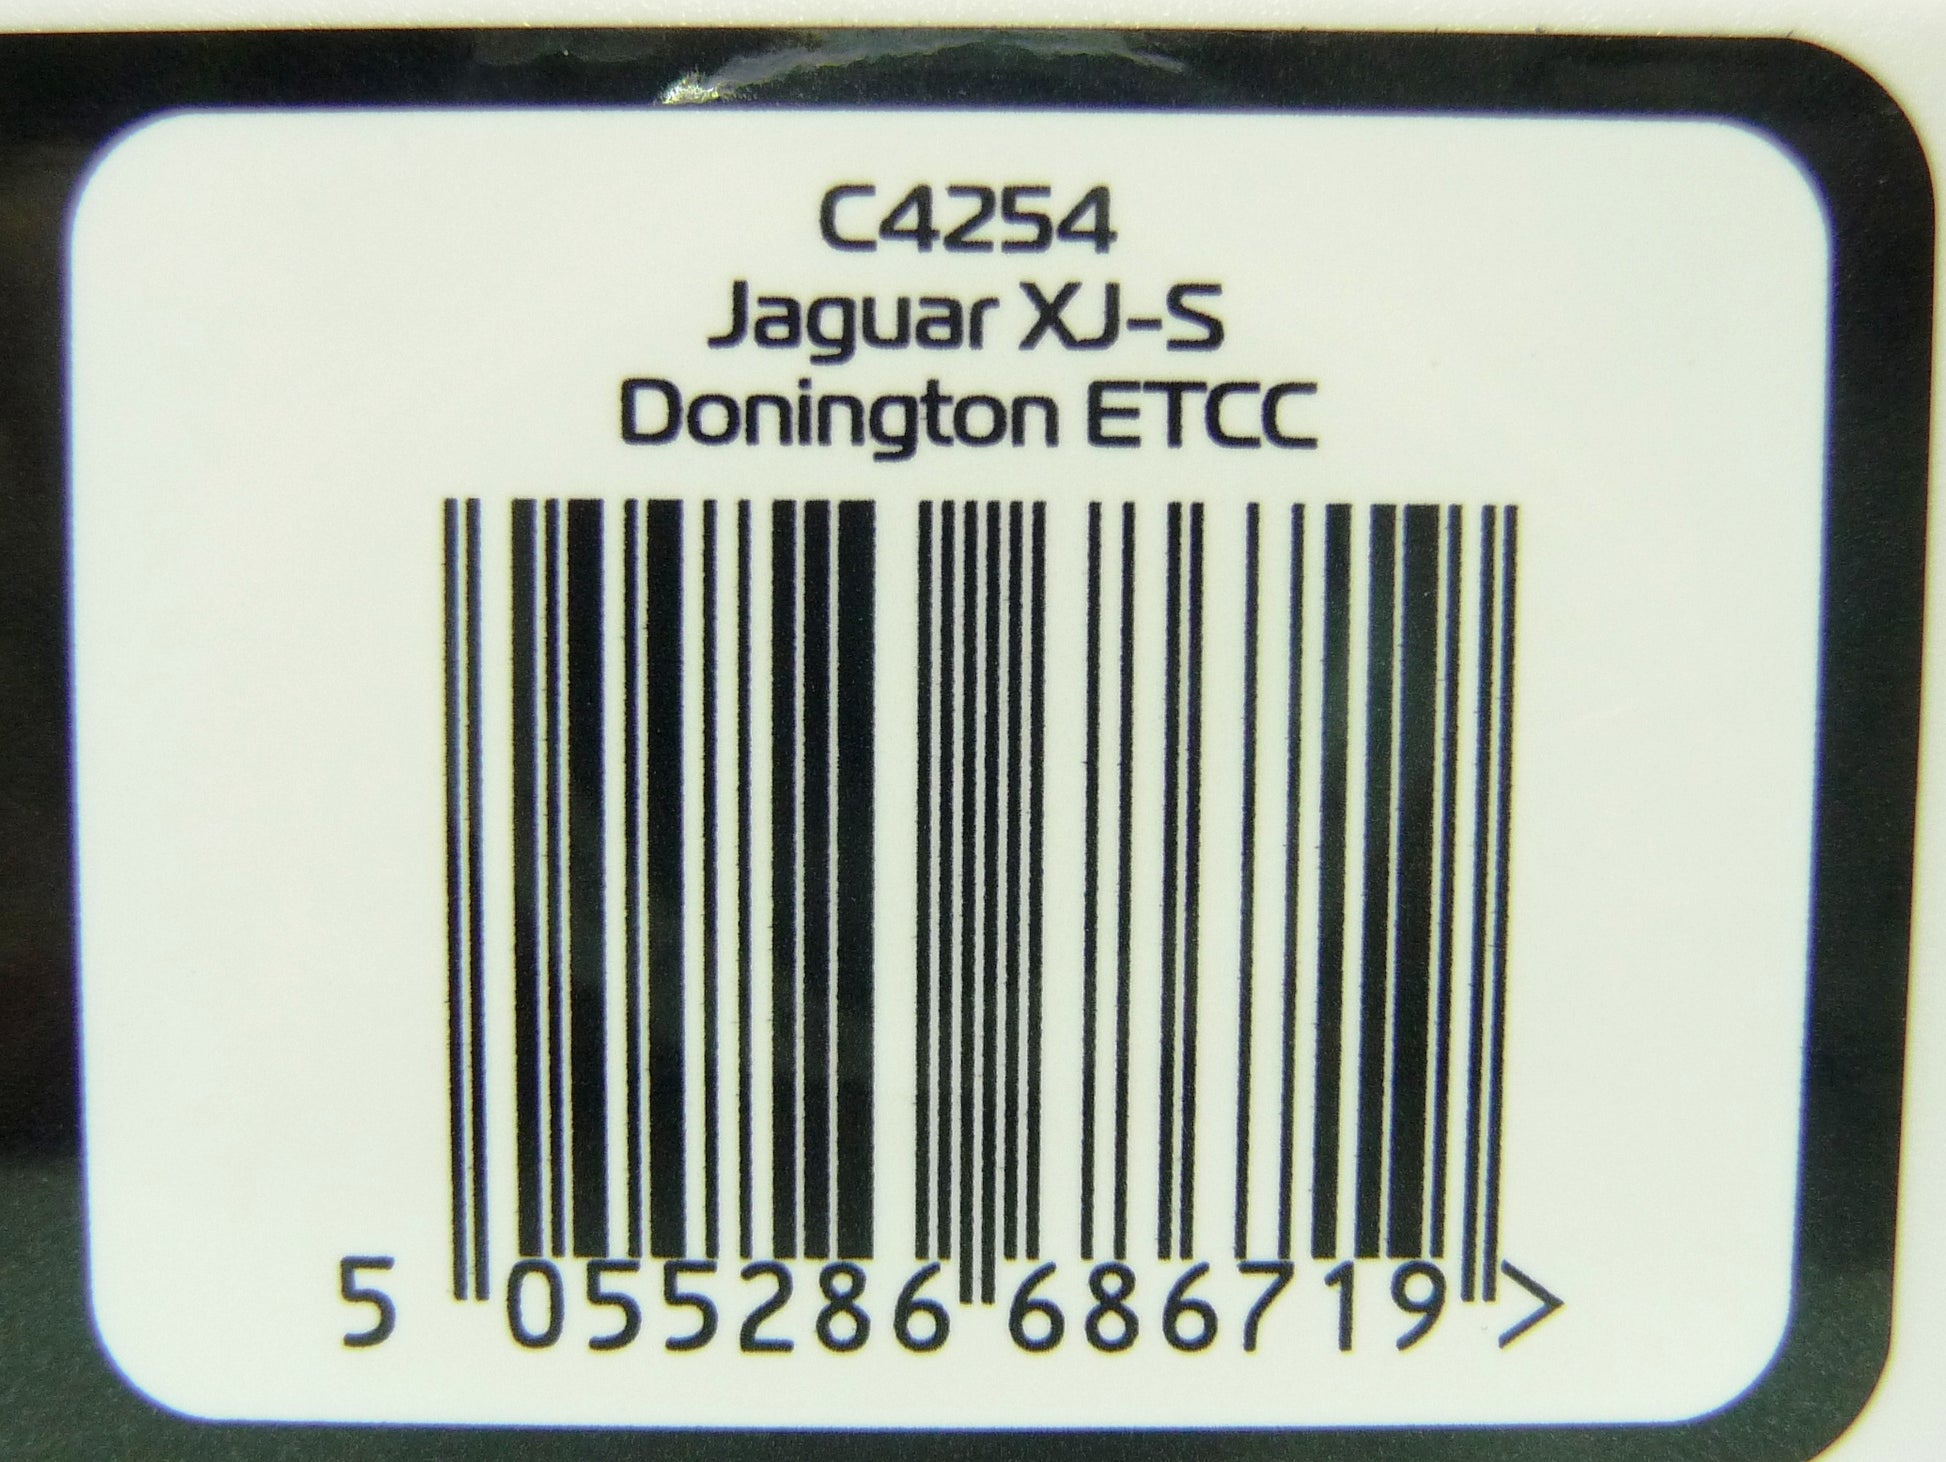 C4254
Jaguar XJ-S
Donington ETCC
5 055286 686719 >